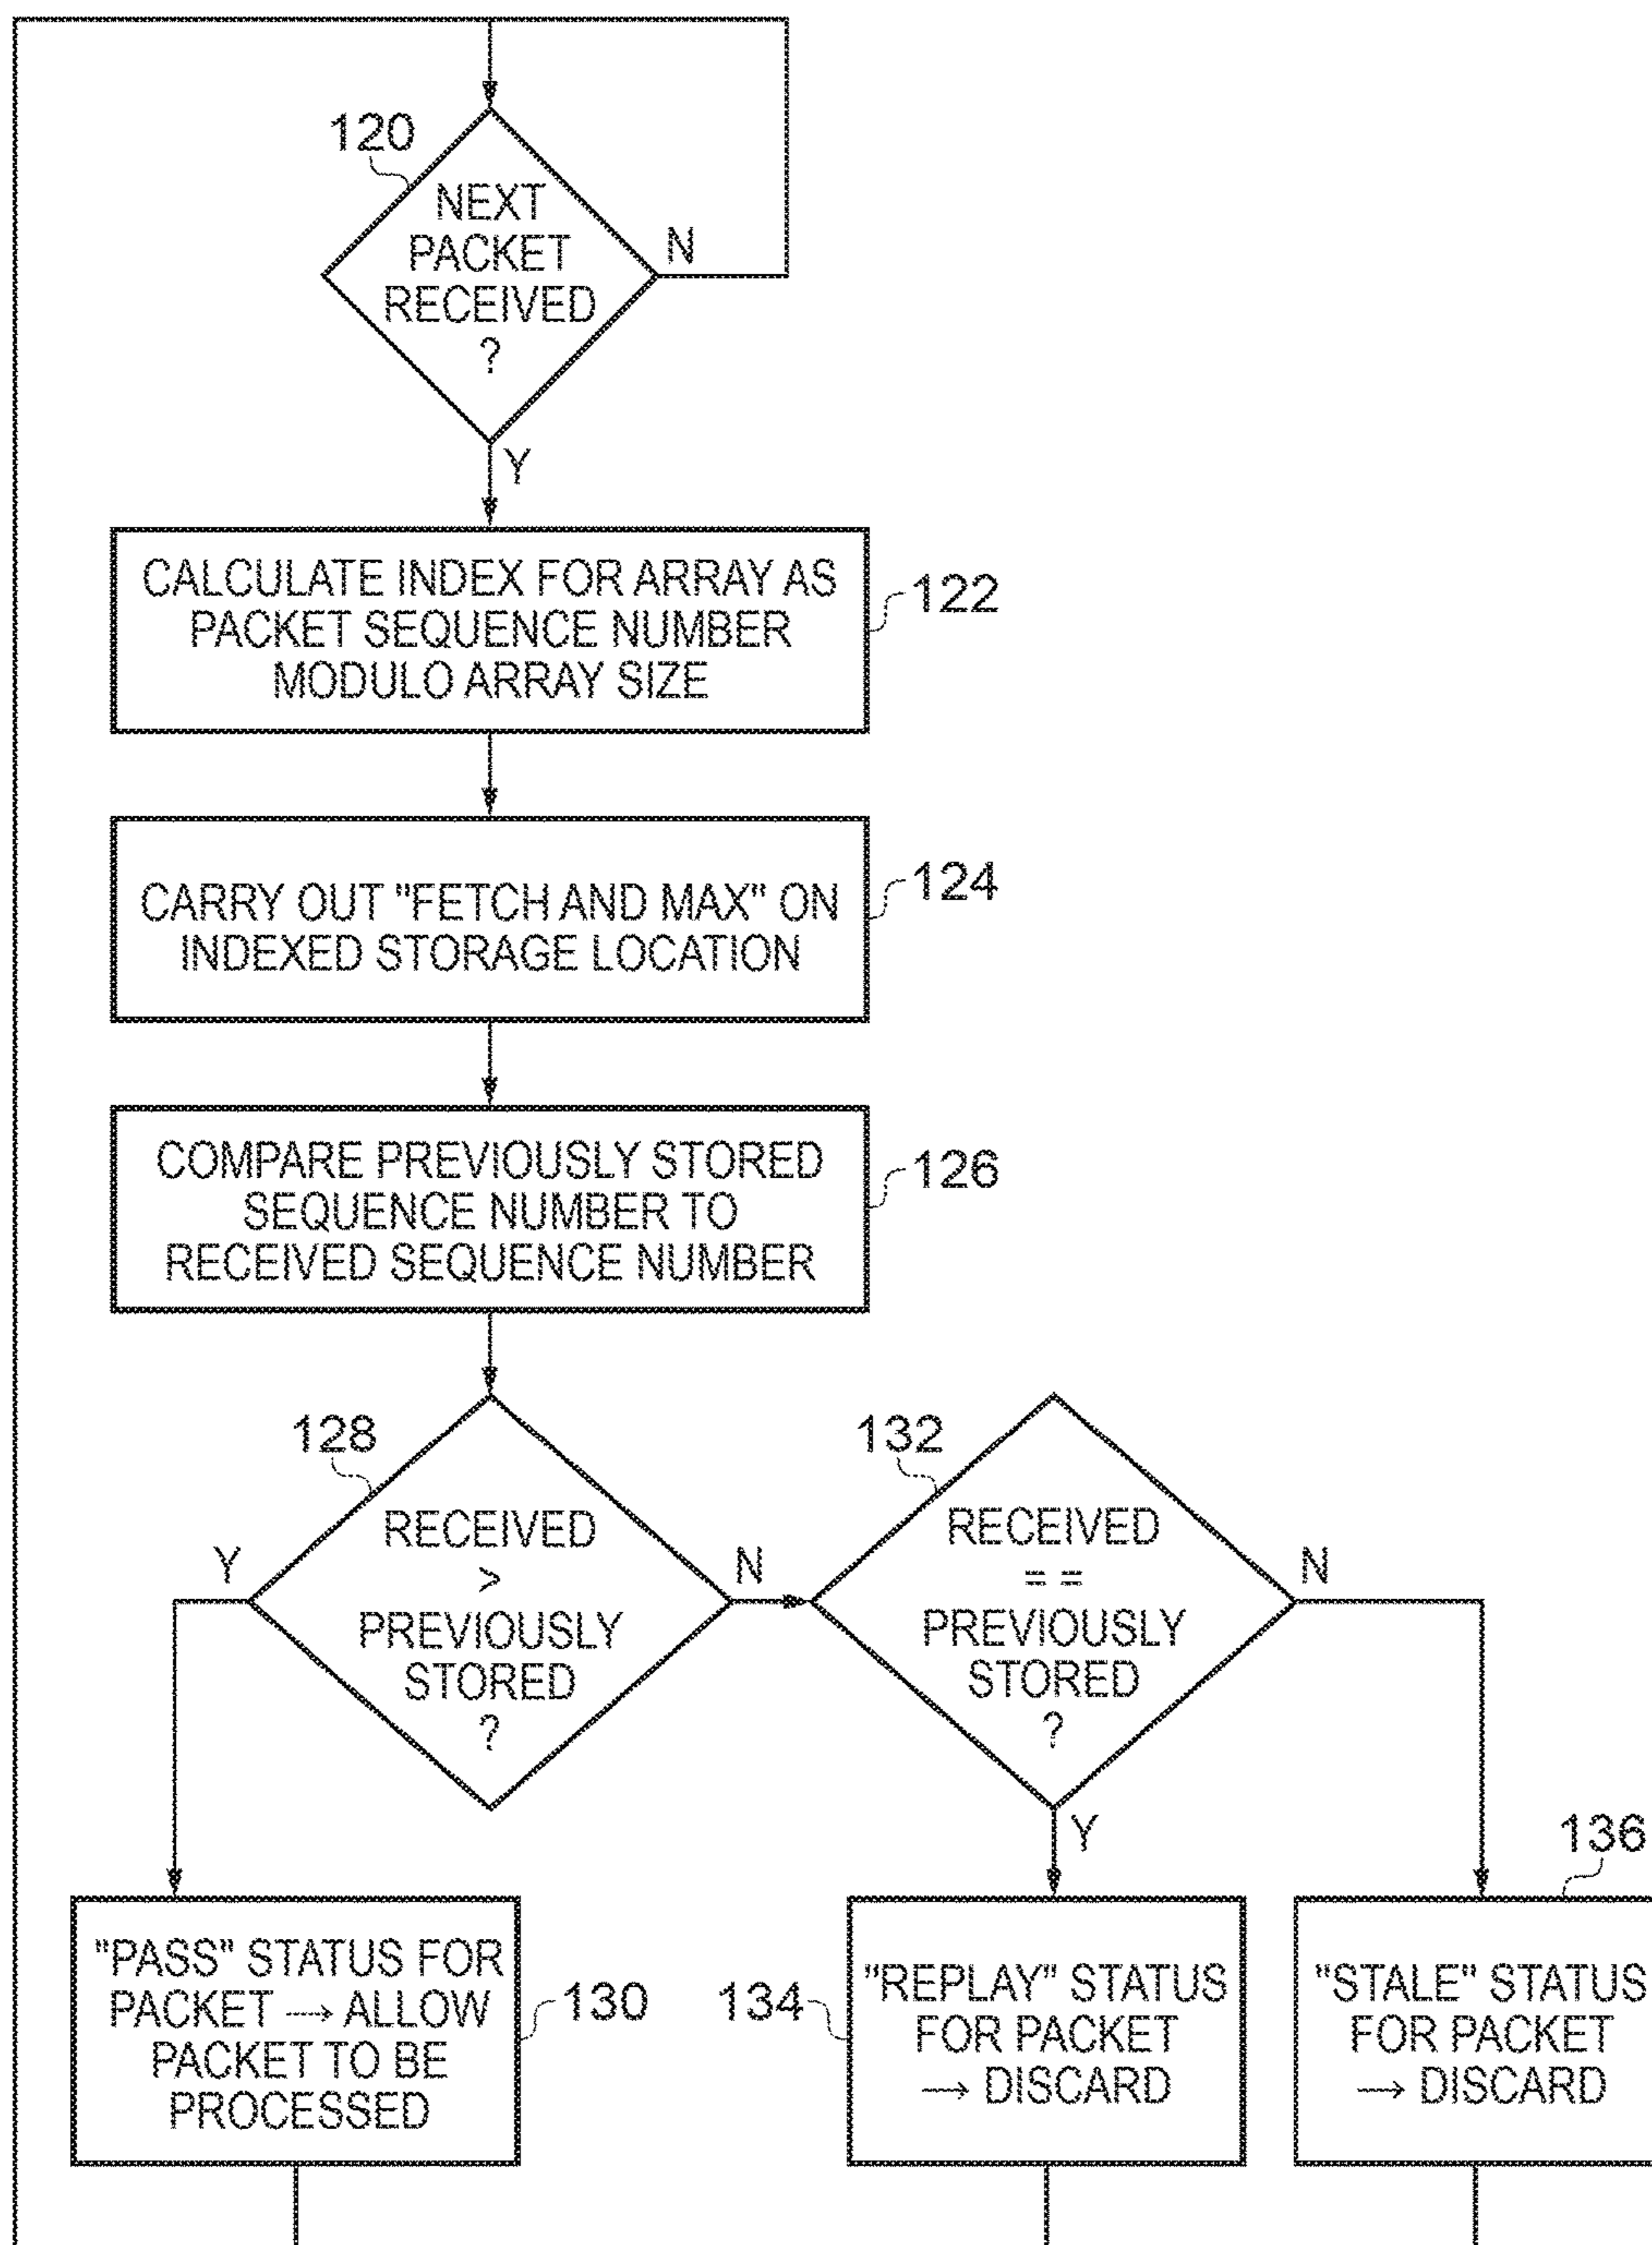 120
NEXT
PACKET
RECEIVED
?
N
Y
CALCULATE INDEX FOR ARRAY AS
PACKET SEQUENCE NUMBER
MODULO ARRAY SIZE
122
CARRY OUT "FETCH AND MAX" ON
INDEXED STORAGE LOCATION
124
COMPARE PREVIOUSLY STORED
SEQUENCE NUMBER TO
RECEIVED SEQUENCE NUMBER
126
128
RECEIVED
>
PREVIOUSLY
STORED
?
Y
N
132
RECEIVED
= =
PREVIOUSLY
STORED
?
N
Y
"PASS" STATUS FOR
PACKET → ALLOW
PACKET TO BE
PROCESSED
130
134
"REPLAY" STATUS
FOR PACKET
→ DISCARD
136
"STALE" STATUS
FOR PACKET
→ DISCARD